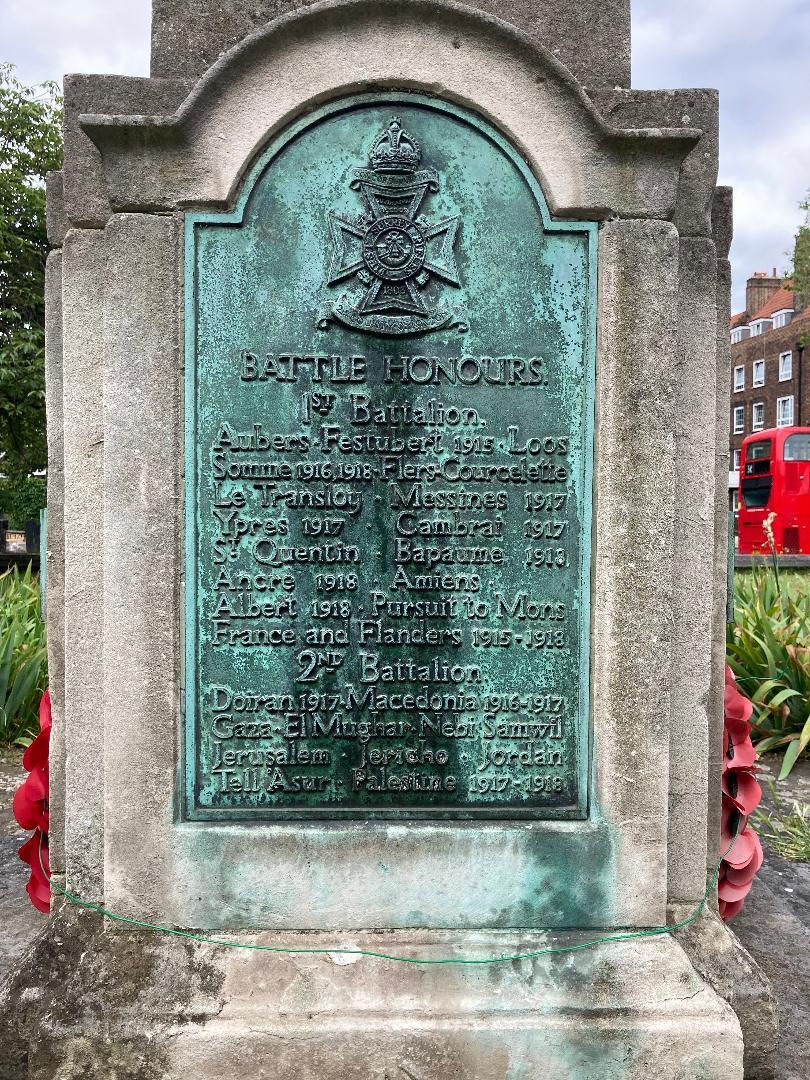 BATTLE HONOURS.
1ST Battalion.
Aubers · Festubert 1915 · Loos
Somme 1916,1918 · Flers-Courcelette
Le Transloy · Messines 1917
Ypres 1917 · Cambrai 1917
St Quentin · Bapaume 1918
Ancre 1918 · Amiens ·
Albert 1918 · Pursuit to Mons
France and Flanders 1915-1918
2ND Battalion
Doiran 1917 · Macedonia 1916-1917
Gaza · El Mughar · Nebi Samwil
Jerusalem · Jericho · Jordan
Tell 'Asur · Palestine 1917-1918